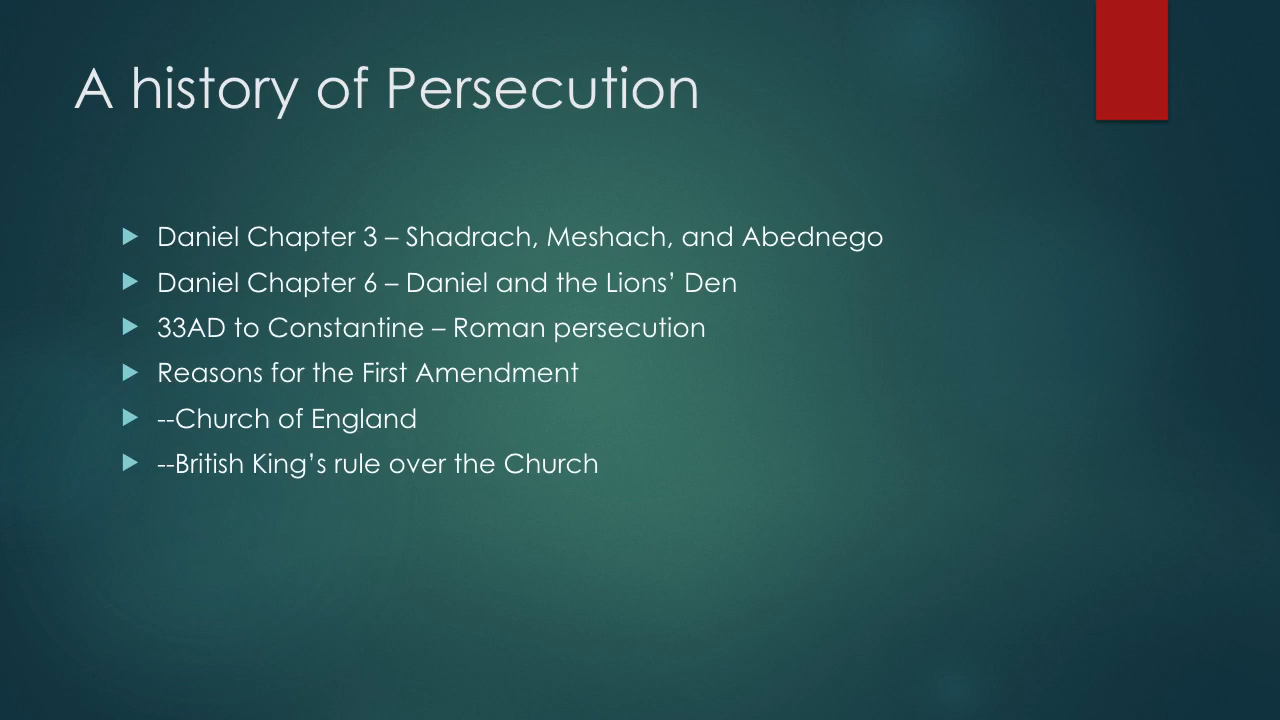 A history of Persecution
Daniel Chapter 3 – Shadrach, Meshach, and Abednego
Daniel Chapter 6 – Daniel and the Lions’ Den
33AD to Constantine – Roman persecution
Reasons for the First Amendment
--Church of England
--British King’s rule over the Church